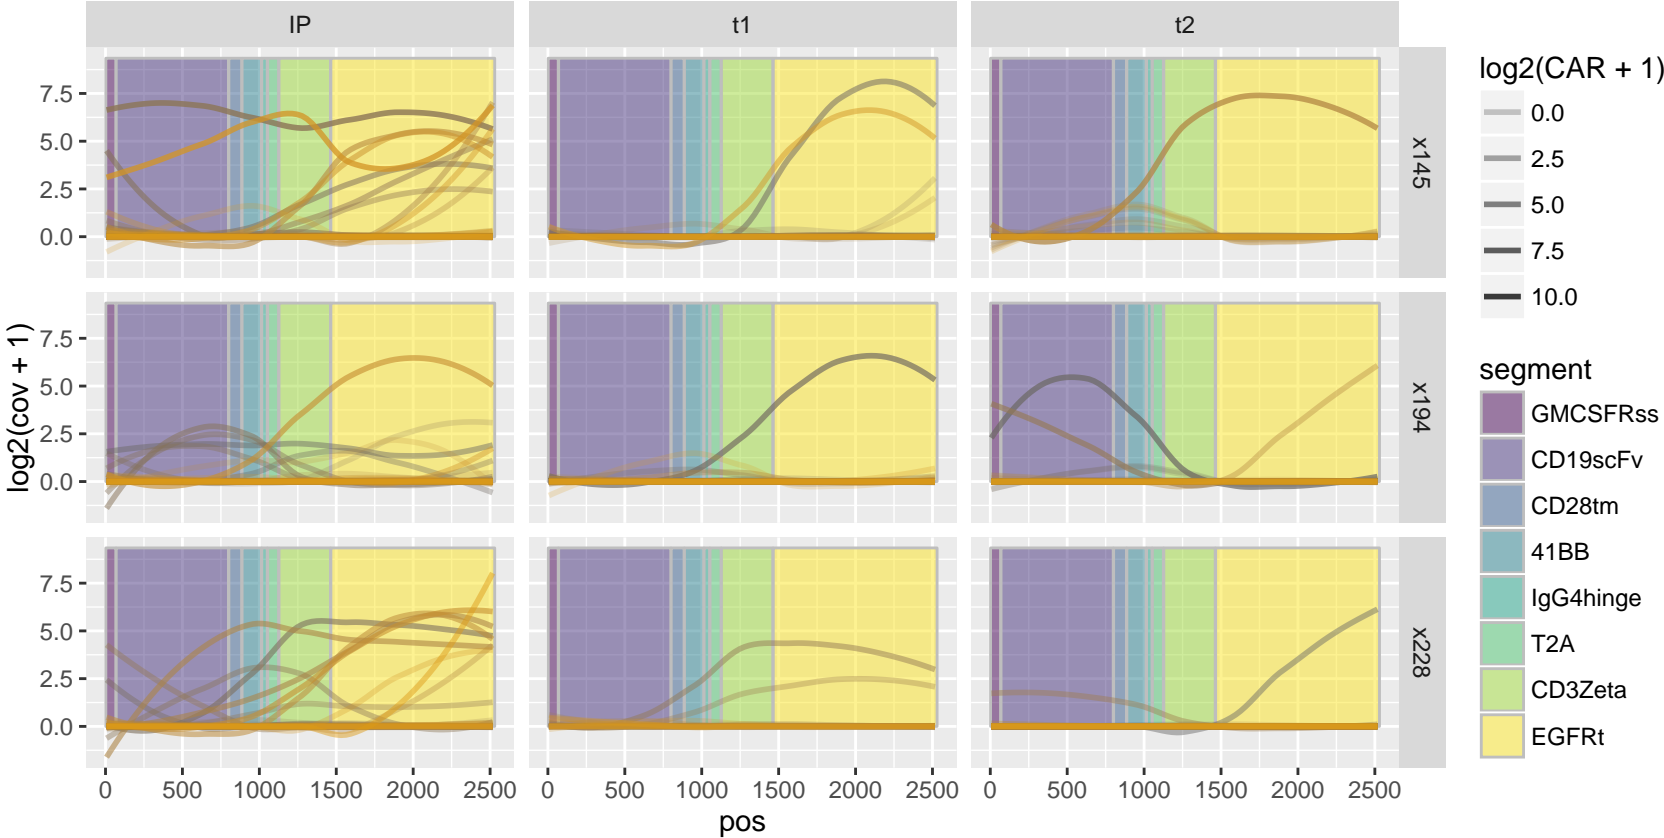 IP
t1
t2
7.5
5.0
2.5
0.0
x145
7.5
5.0
2.5
0.0
x194
7.5
5.0
2.5
0.0
x228
log2(cov + 1)
0 500 1000 1500 2000 2500
0 500 1000 1500 2000 2500
0 500 1000 1500 2000 2500
pos
log2(CAR + 1)
0.0
2.5
5.0
7.5
10.0
segment
GMCSFRss
CD19scFv
CD28tm
41BB
IgG4hinge
T2A
CD3Zeta
EGFRt